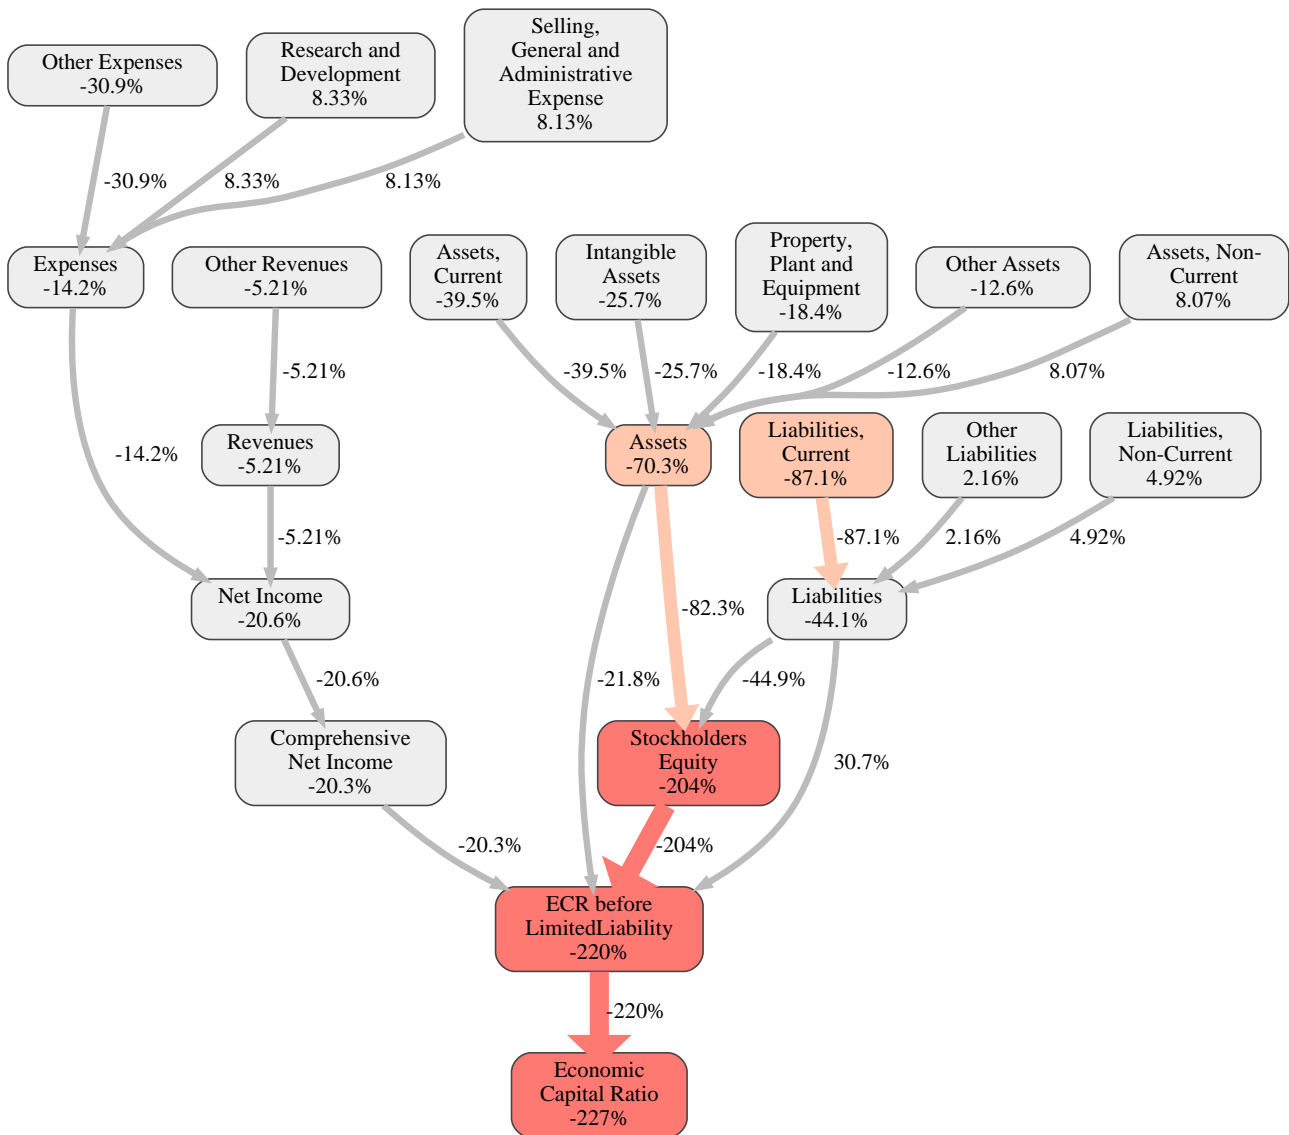 Other Expenses
-30.9%
Research and
Development
8.33%
Selling,
General and
Administrative
Expense
8.13%
-30.9%
8.33%
8.13%
Expenses
-14.2%
Other Revenues
-5.21%
Assets,
Current
-39.5%
Intangible
Assets
-25.7%
Property,
Plant and
Equipment
-18.4%
Other Assets
-12.6%
Assets, Non-
Current
8.07%
-5.21%
-39.5%
-25.7%
-18.4%
-12.6%
8.07%
-14.2%
Revenues
-5.21%
Assets
-70.3%
Liabilities,
Current
-87.1%
Other
Liabilities
2.16%
Liabilities,
Non-Current
4.92%
-5.21%
-87.1%
2.16%
4.92%
Net Income
-20.6%
-82.3%
Liabilities
-44.1%
-20.6%
-21.8%
-44.9%
30.7%
Comprehensive
Net Income
-20.3%
Stockholders
Equity
-204%
-20.3%
-204%
ECR before
LimitedLiability
-220%
-220%
Economic
Capital Ratio
-227%